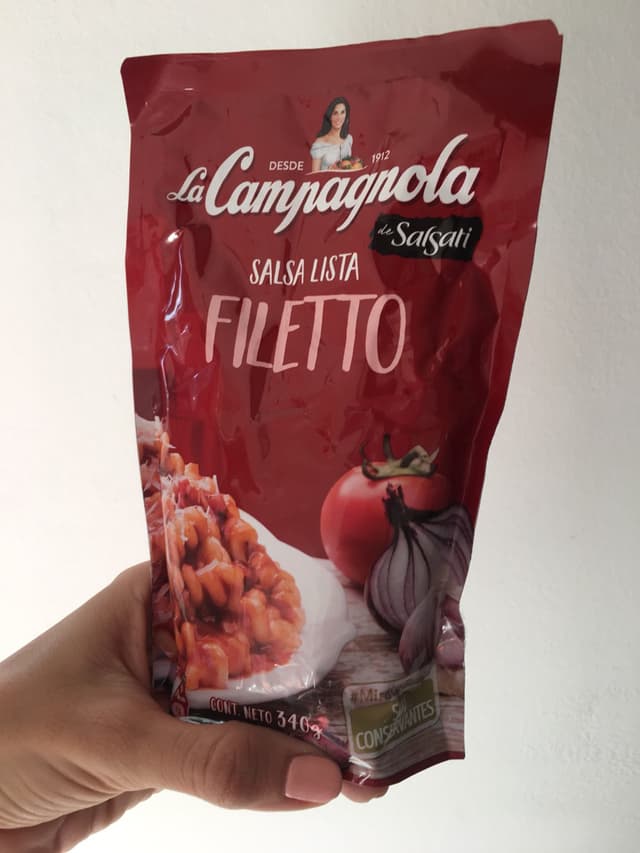 DESDE 1912
La Campagnola
de Salsati
SALSA LISTA
FILETTO
CONT. NETO 340g
CONSERVANTES